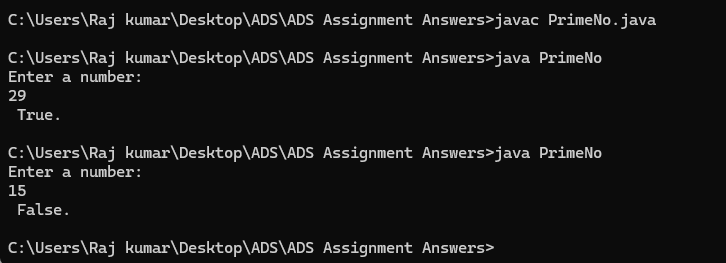 C:\Users\Raj kumar\Desktop\ADS\ADS Assignment Answers>javac PrimeNo.java
C:\Users\Raj kumar\Desktop\ADS\ADS Assignment Answers>java PrimeNo
Enter a number:
29
 True.
C:\Users\Raj kumar\Desktop\ADS\ADS Assignment Answers>java PrimeNo
Enter a number:
15
 False.
C:\Users\Raj kumar\Desktop\ADS\ADS Assignment Answers>